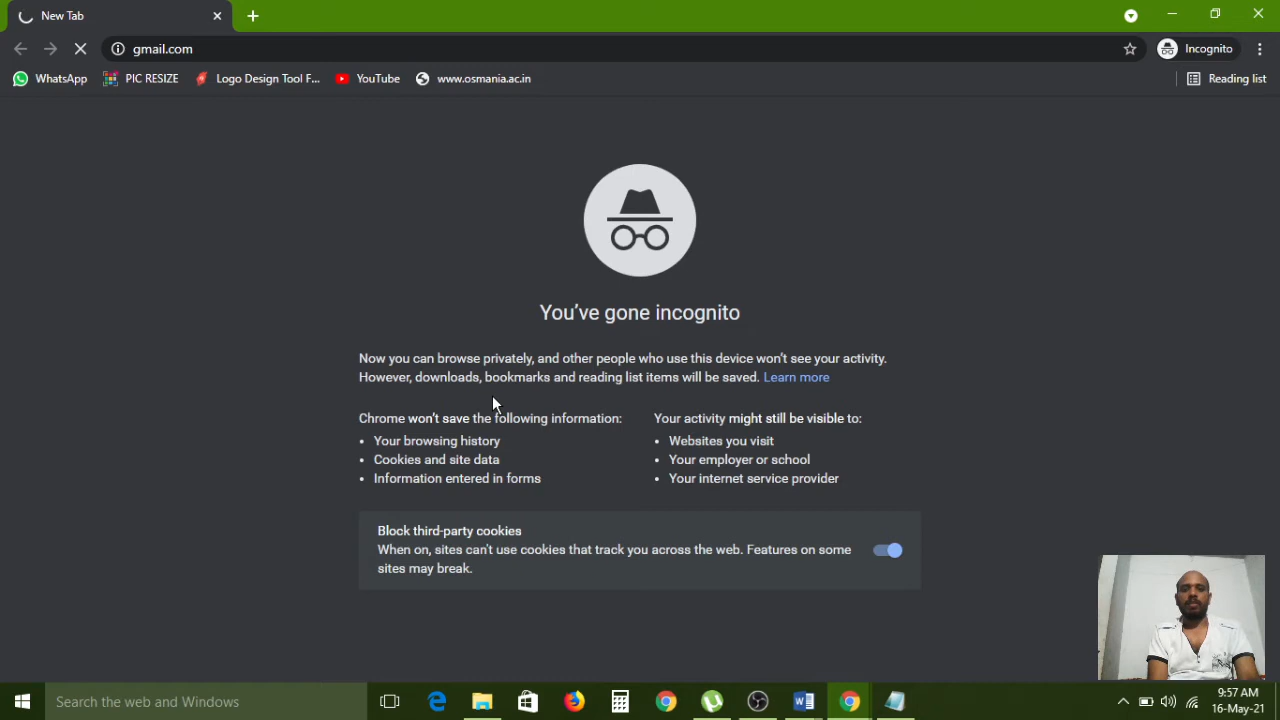 New Tab
gmail.com
Incognito
WhatsApp
PIC RESIZE
Logo Design Tool F...
YouTube
www.osmania.ac.in
Reading list
You've gone incognito
Now you can browse privately, and other people who use this device won't see your activity.
However, downloads, bookmarks and reading list items will be saved. Learn more
Chrome won't save the following information:
• Your browsing history
• Cookies and site data
• Information entered in forms
Your activity might still be visible to:
• Websites you visit
• Your employer or school
• Your internet service provider
Block third-party cookies
When on, sites can't use cookies that track you across the web. Features on some
sites may break.
Search the web and Windows
9:57 AM
16-May-21